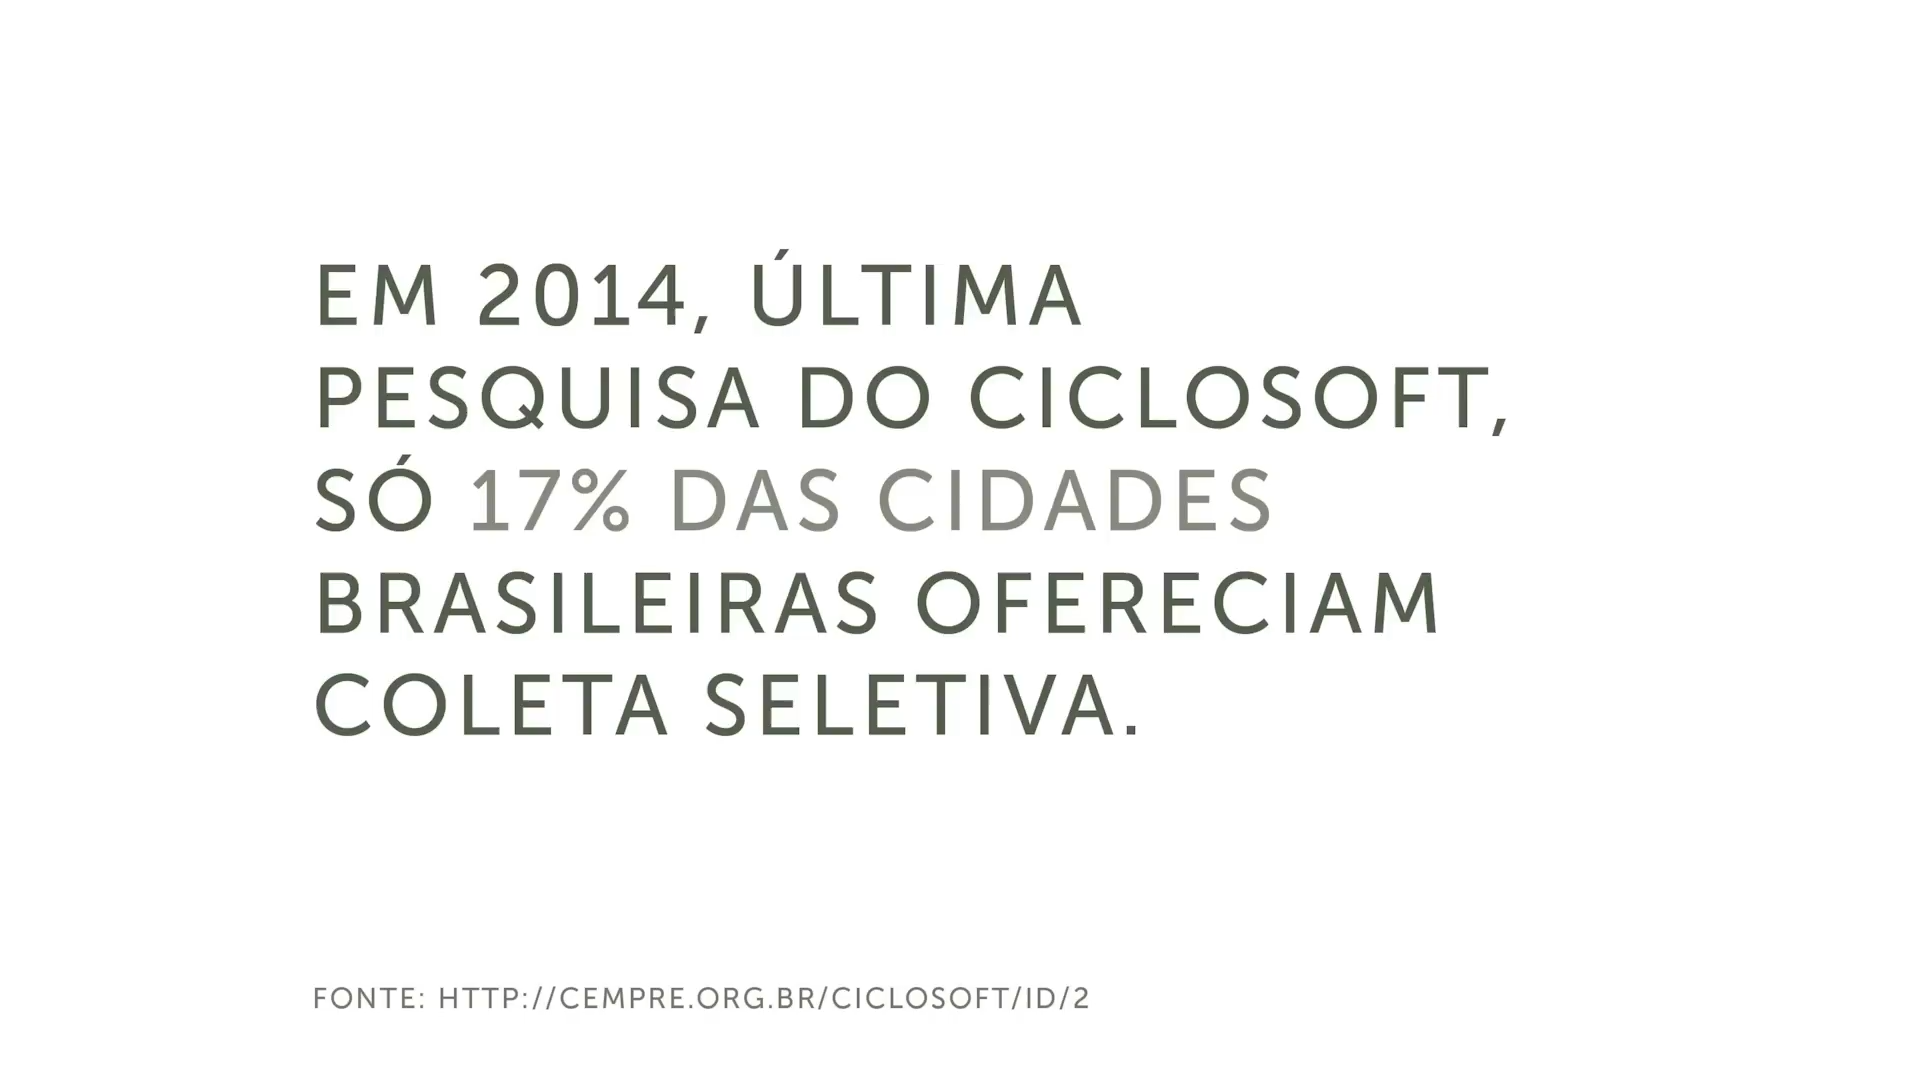 EM 2014, ÚLTIMA
PESQUISA DO CICLOSOFT,
SÓ 17% DAS CIDADES
BRASILEIRAS OFERECIAM
COLETA SELETIVA.
FONTE: HTTP://CEMPRE.ORG.BR/CICLOSOFT/ID/2